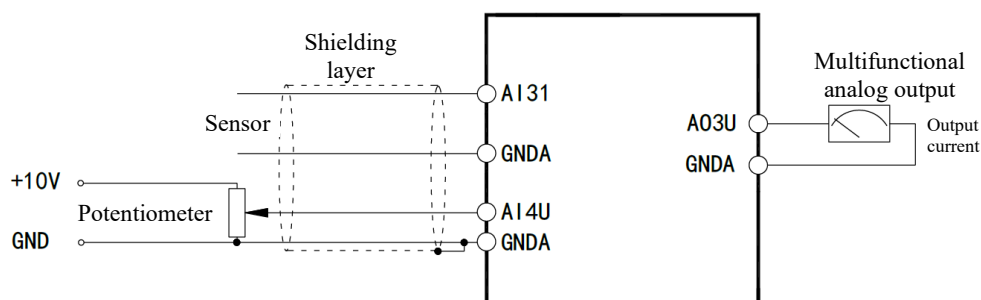 Shielding
layer
Multifunctional
analog output
AI31
Sensor
AO3U
Output
current
GNDA
GNDA
+10V
Potentiometer
AI4U
GND
GNDA